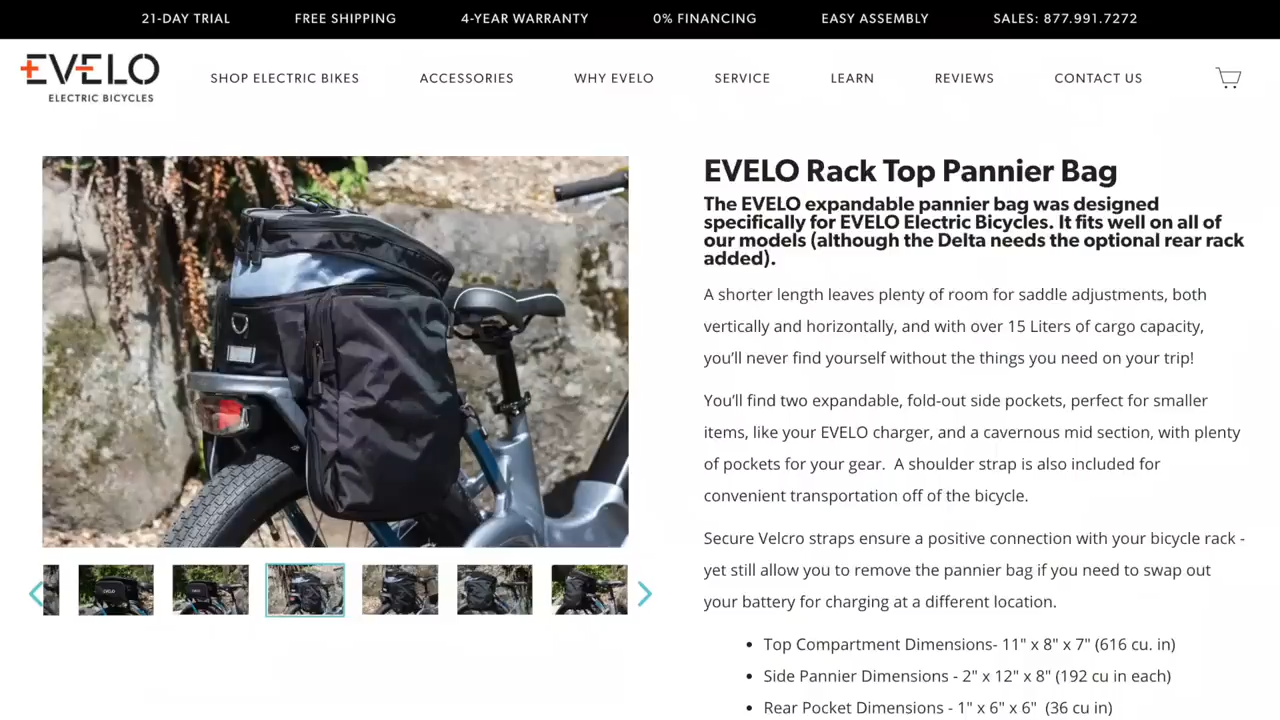 21-DAY TRIAL FREE SHIPPING 4-YEAR WARRANTY 0% FINANCING EASY ASSEMBLY SALES: 877.991.7272
EVELO
ELECTRIC BICYCLES
SHOP ELECTRIC BIKES ACCESSORIES WHY EVELO SERVICE LEARN REVIEWS CONTACT US
EVELO Rack Top Pannier Bag
The EVELO expandable pannier bag was designed
specifically for EVELO Electric Bicycles. It fits well on all of
our models (although the Delta needs the optional rear rack
added).
A shorter length leaves plenty of room for saddle adjustments, both
vertically and horizontally, and with over 15 Liters of cargo capacity,
you’ll never find yourself without the things you need on your trip!
You’ll find two expandable, fold-out side pockets, perfect for smaller
items, like your EVELO charger, and a cavernous mid section, with plenty
of pockets for your gear.  A shoulder strap is also included for
convenient transportation off of the bicycle.
Secure Velcro straps ensure a positive connection with your bicycle rack -
yet still allow you to remove the pannier bag if you need to swap out
your battery for charging at a different location.
• Top Compartment Dimensions- 11" x 8" x 7" (616 cu. in)
• Side Pannier Dimensions - 2" x 12" x 8" (192 cu in each)
• Rear Pocket Dimensions - 1" x 6" x 6"  (36 cu in)